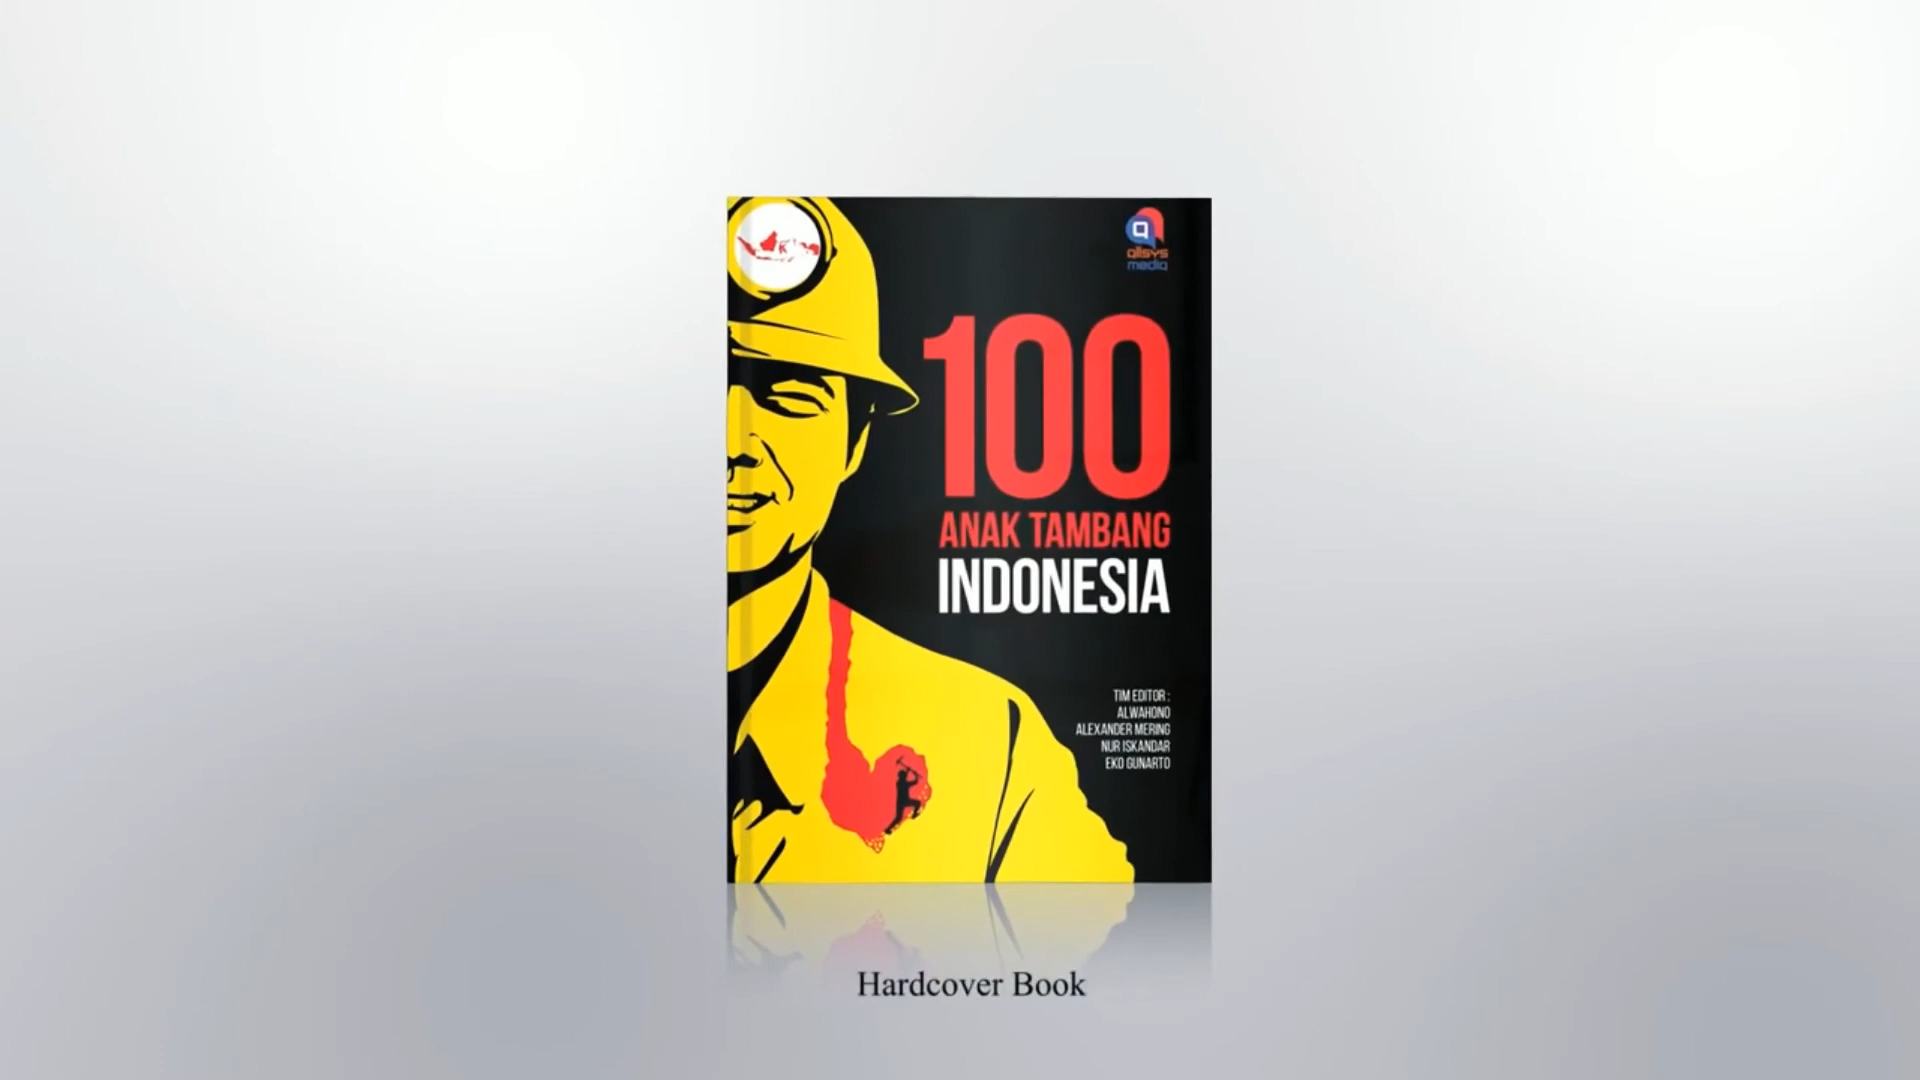 allsys
media
100
ANAK TAMBANG
INDONESIA
TIM EDITOR :
ALWAHONO
ALEXANDER MERING
NUR ISKANDAR
EKO GUNARTO
Hardcover Book